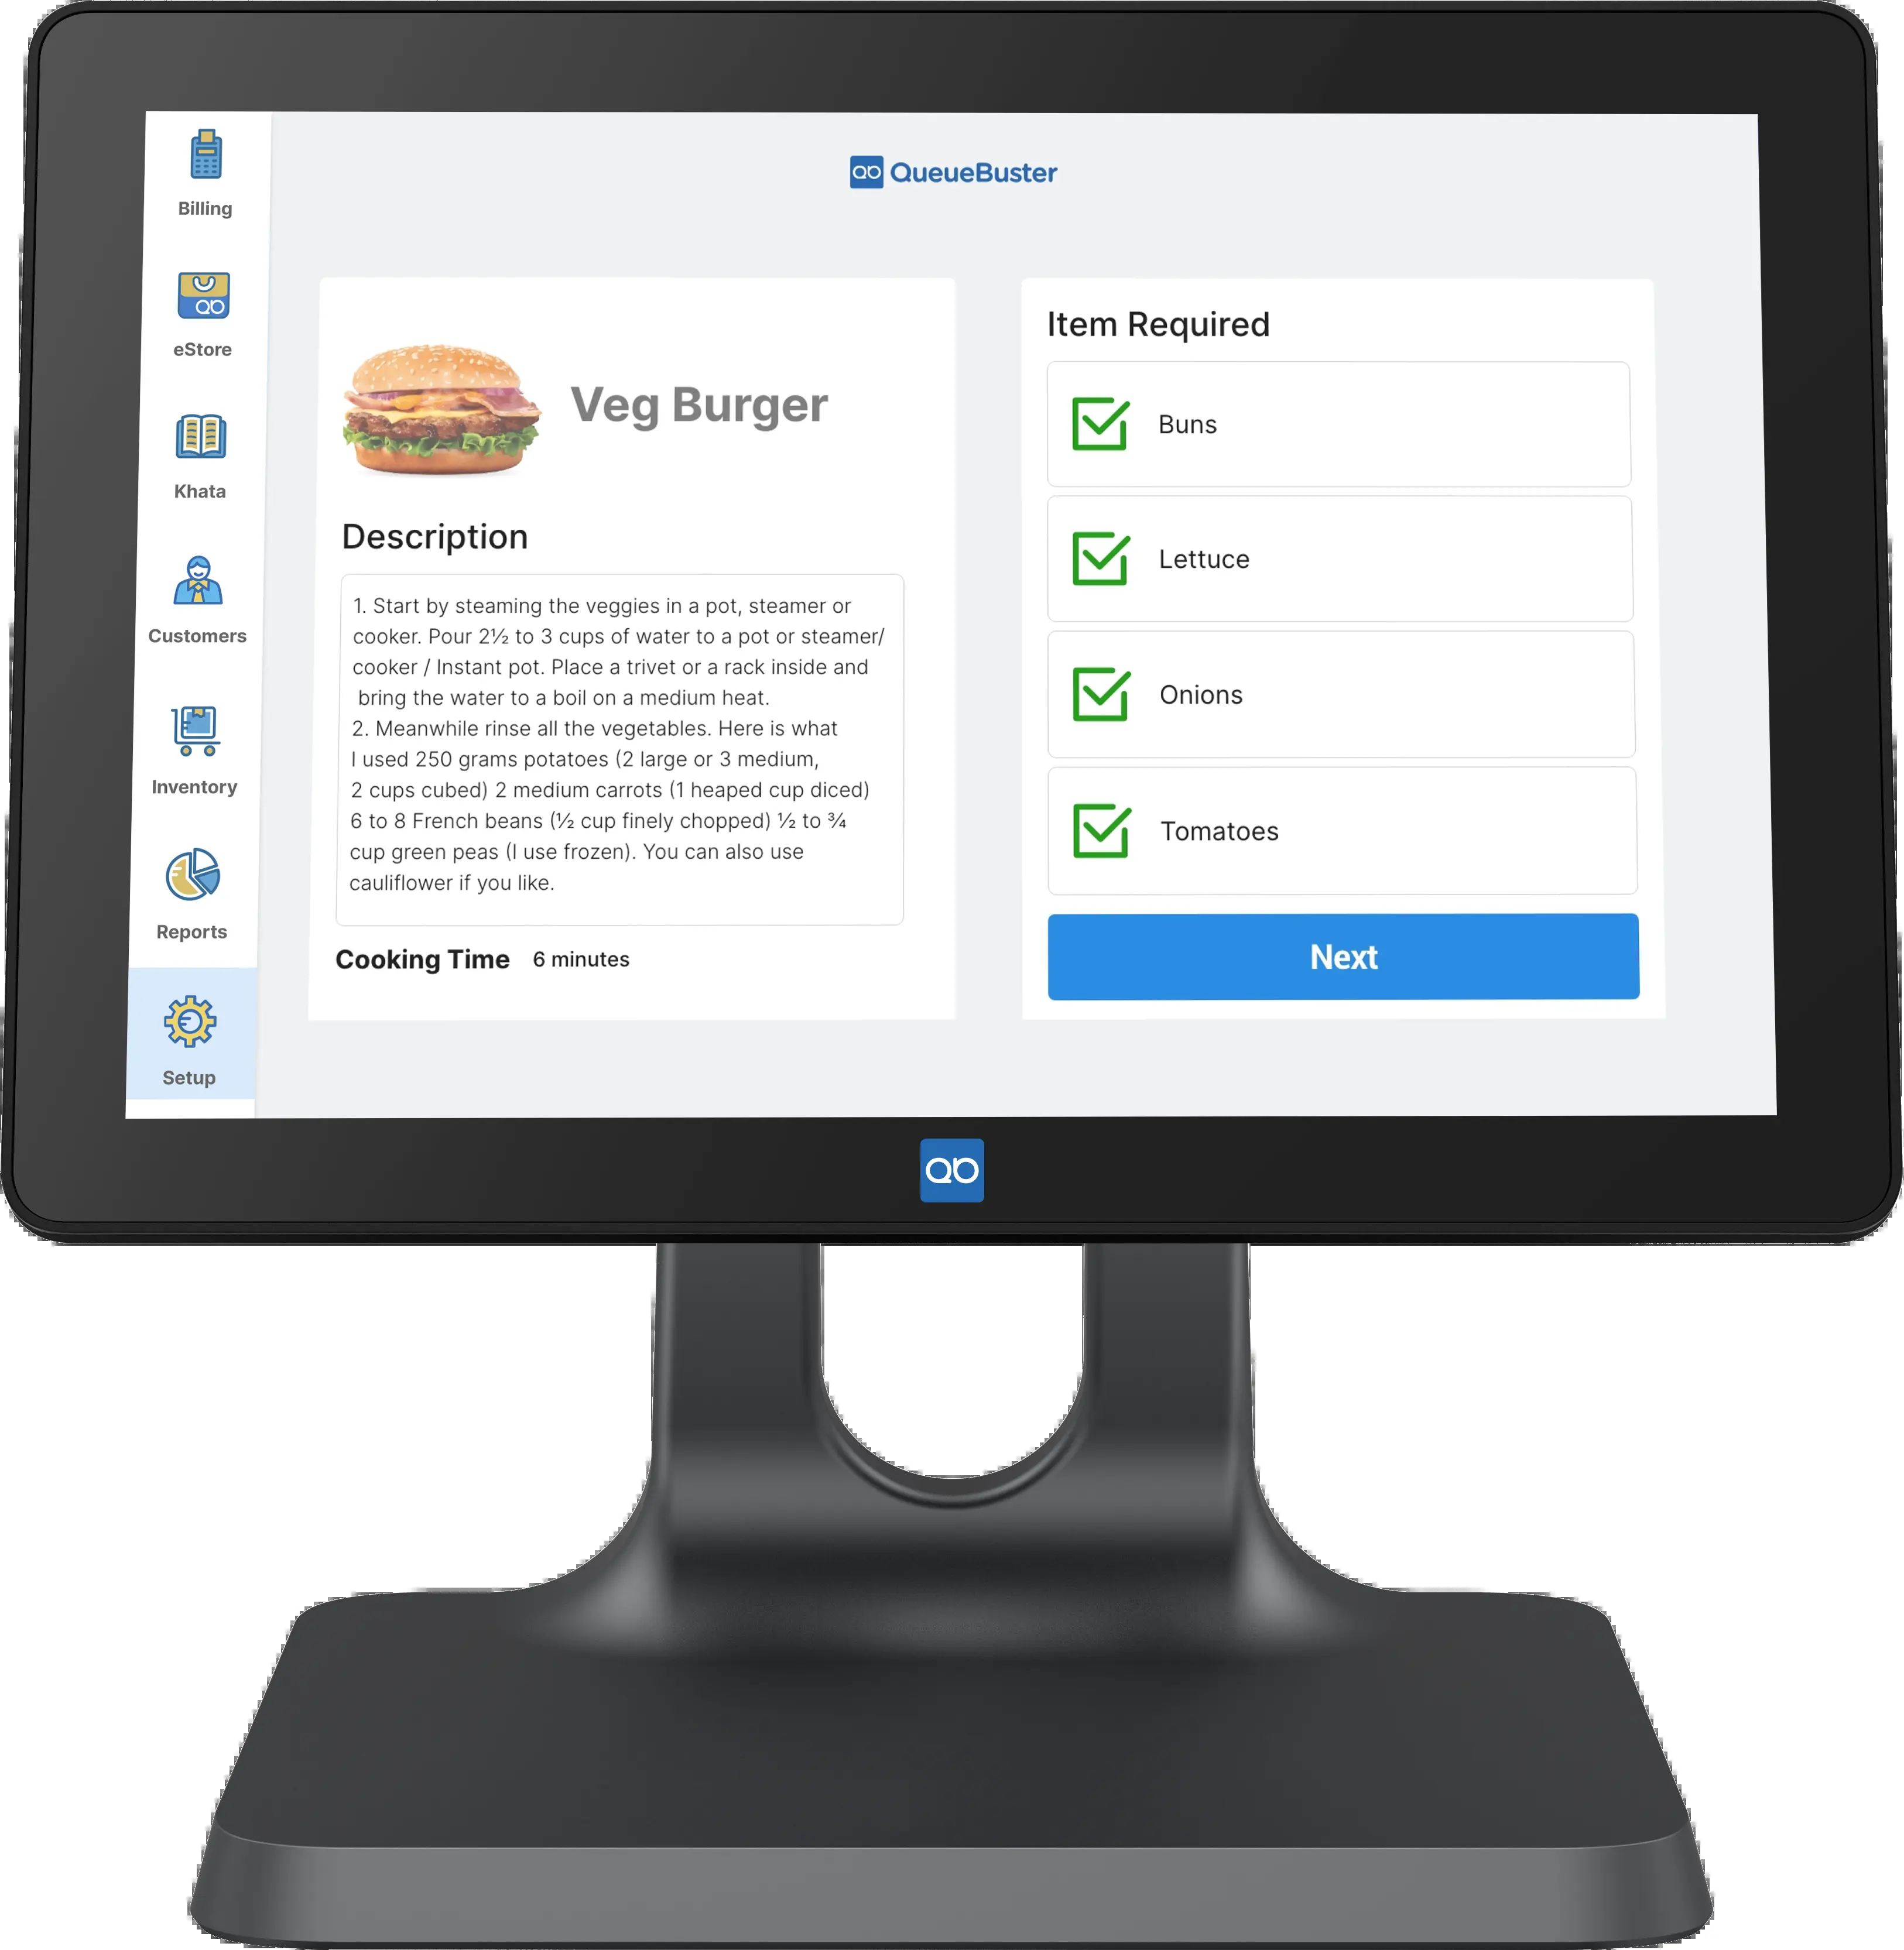 Billing
eStore
Khata
Customers
Inventory
Reports
Setup
qb QueueBuster
Veg Burger
Description
1. Start by steaming the veggies in a pot, steamer or
cooker. Pour 2½ to 3 cups of water to a pot or steamer/
cooker / Instant pot. Place a trivet or a rack inside and
bring the water to a boil on a medium heat.
2. Meanwhile rinse all the vegetables. Here is what
I used 250 grams potatoes (2 large or 3 medium,
2 cups cubed) 2 medium carrots (1 heaped cup diced)
6 to 8 French beans (½ cup finely chopped) ½ to ¾
cup green peas (I use frozen). You can also use
cauliflower if you like.
Cooking Time 6 minutes
Item Required
Buns
Lettuce
Onions
Tomatoes
Next
qb